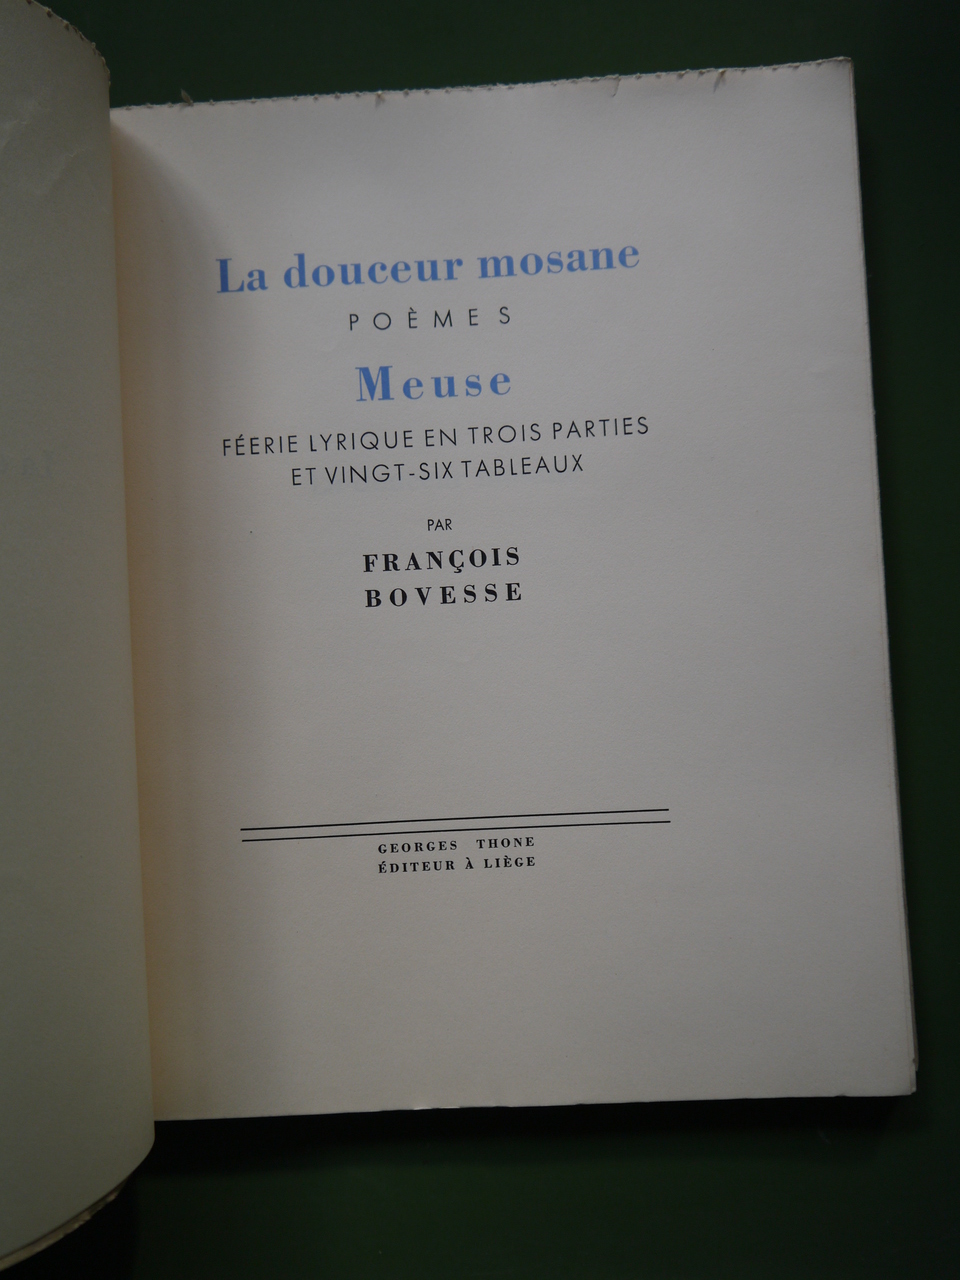 La douceur mosane
POÈMES
Meuse
FÉERIE LYRIQUE EN TROIS PARTIES
ET VINGT-SIX TABLEAUX
PAR
FRANÇOIS
BOVESSE
GEORGES THONE
ÉDITEUR À LIÈGE